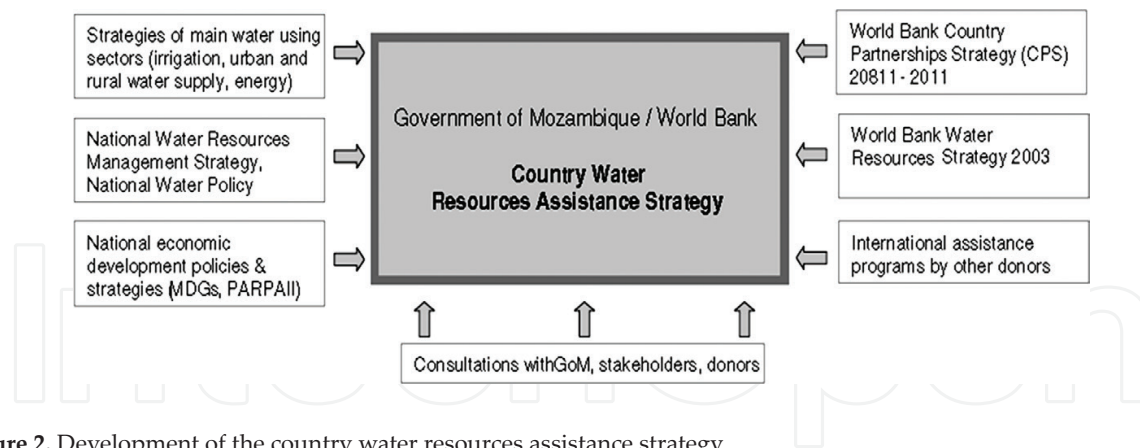 Strategies of main water using
sectors (irrigation, urban and
rural water supply, energy)
National Water Resources
Management Strategy,
National Water Policy
National economic
development policies &
strategies (MDGs, PARPAII)
Government of Mozambique / World Bank
Country Water
Resources Assistance Strategy
World Bank Country
Partnerships Strategy (CPS)
20811 - 2011
World Bank Water
Resources Strategy 2003
International assistance
programs by other donors
Consultations withGoM, stakeholders, donors
ure 2. Development of the country water resources assistance strategy